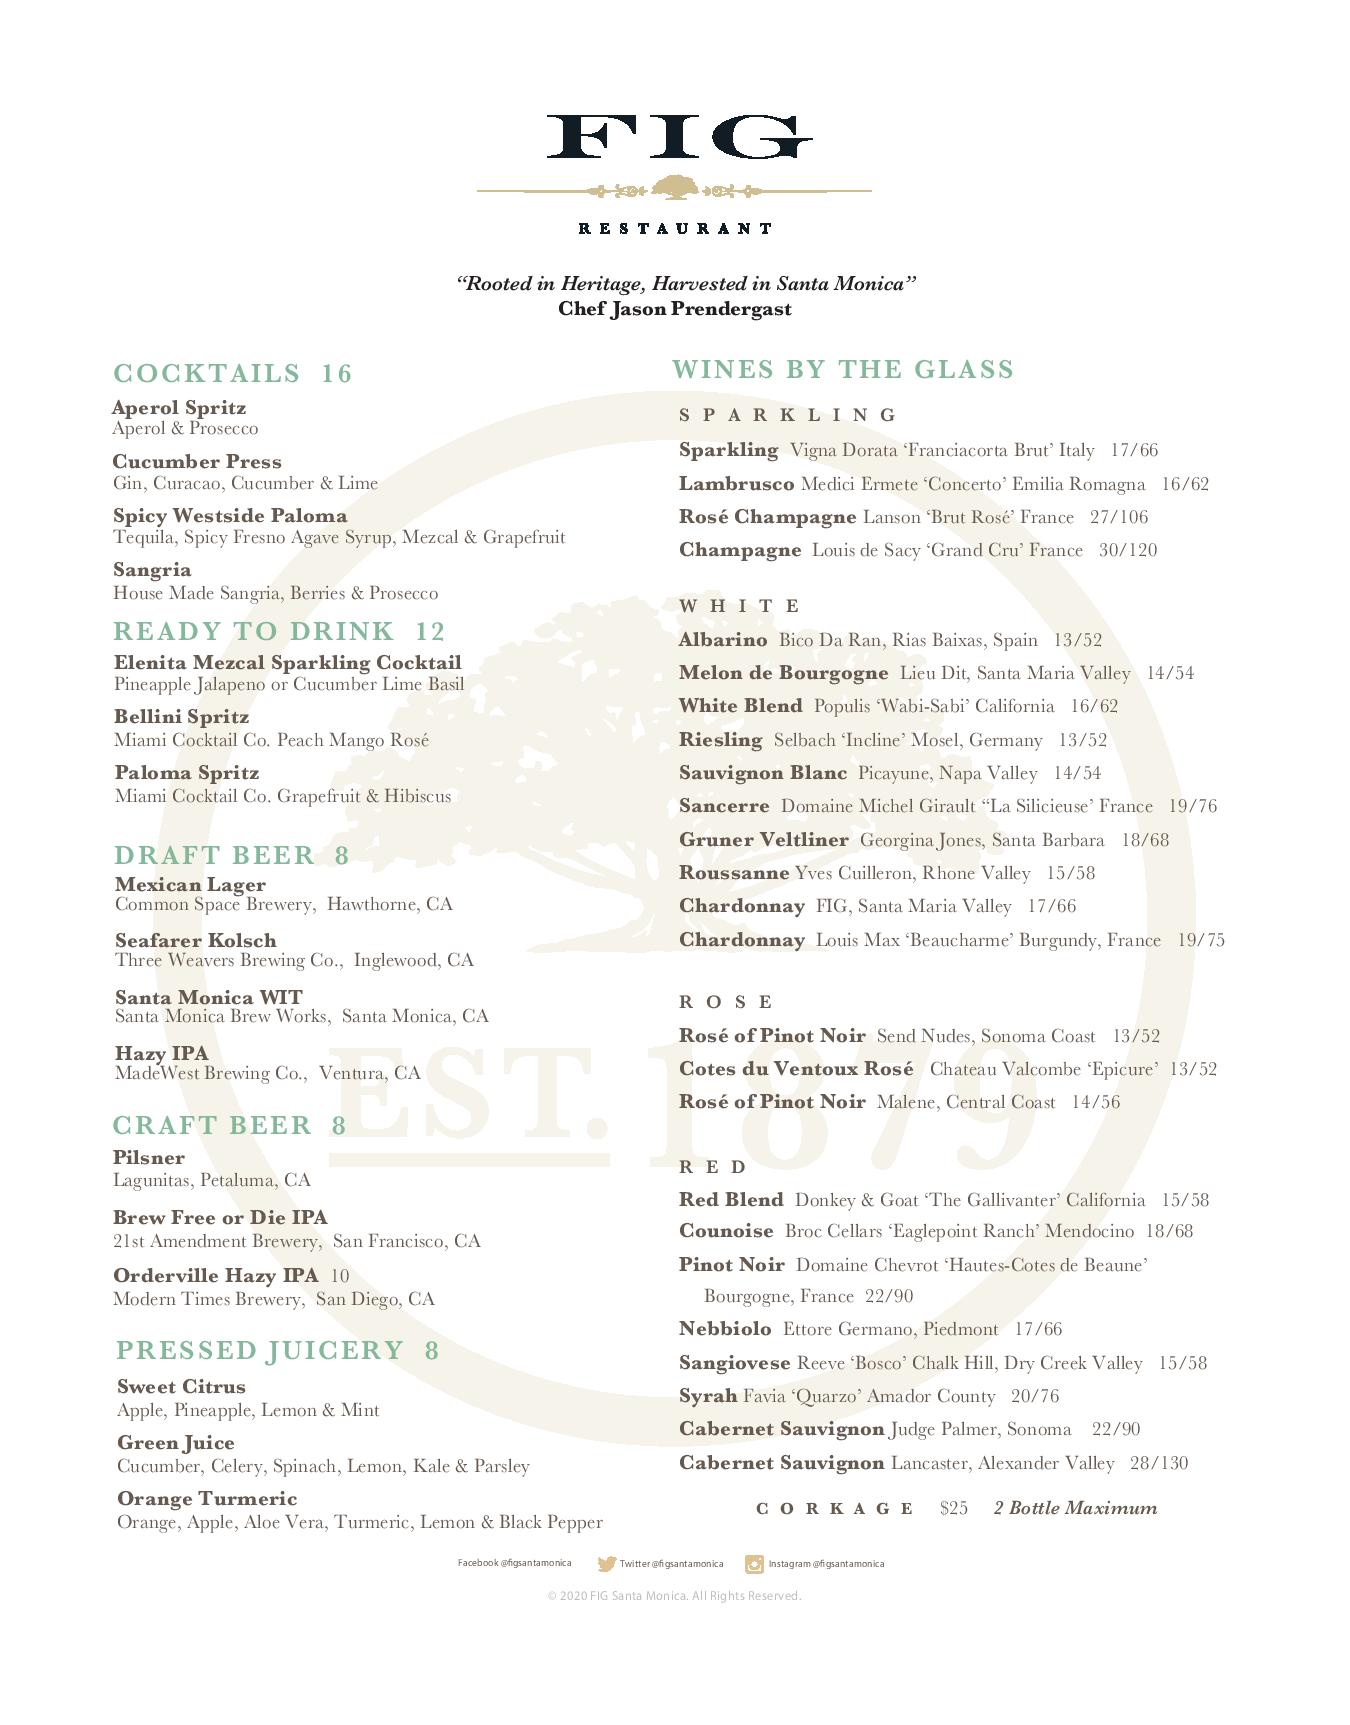 FIG
RESTAURANT
“Rooted in Heritage, Harvested in Santa Monica”
Chef Jason Prendergast
COCKTAILS 16
Aperol Spritz
Aperol & Prosecco
Cucumber Press
Gin, Curacao, Cucumber & Lime
Spicy Westside Paloma
Tequila, Spicy Fresno Agave Syrup, Mezcal & Grapefruit
Sangria
House Made Sangria, Berries & Prosecco
READY TO DRINK 12
Elenita Mezcal Sparkling Cocktail
Pineapple Jalapeno or Cucumber Lime Basil
Bellini Spritz
Miami Cocktail Co. Peach Mango Rosé
Paloma Spritz
Miami Cocktail Co. Grapefruit & Hibiscus
DRAFT BEER 8
Mexican Lager
Common Space Brewery, Hawthorne, CA
Seafarer Kolsch
Three Weavers Brewing Co., Inglewood, CA
Santa Monica WIT
Santa Monica Brew Works, Santa Monica, CA
Hazy IPA
MadeWest Brewing Co., Ventura, CA
CRAFT BEER 8
Pilsner
Lagunitas, Petaluma, CA
Brew Free or Die IPA
21st Amendment Brewery, San Francisco, CA
Orderville Hazy IPA 10
Modern Times Brewery, San Diego, CA
PRESSED JUICERY 8
Sweet Citrus
Apple, Pineapple, Lemon & Mint
Green Juice
Cucumber, Celery, Spinach, Lemon, Kale & Parsley
Orange Turmeric
Orange, Apple, Aloe Vera, Turmeric, Lemon & Black Pepper
WINES BY THE GLASS
SPARKLING
Sparkling Vigna Dorata ‘Franciacorta Brut’ Italy 17/66
Lambrusco Medici Ermete ‘Concerto’ Emilia Romagna 16/62
Rosé Champagne Lanson ‘Brut Rosé’ France 27/106
Champagne Louis de Sacy ‘Grand Cru’ France 30/120
WHITE
Albarino Bico Da Ran, Rias Baixas, Spain 13/52
Melon de Bourgogne Lieu Dit, Santa Maria Valley 14/54
White Blend Populis ‘Wabi-Sabi’ California 16/62
Riesling Selbach ‘Incline’ Mosel, Germany 13/52
Sauvignon Blanc Picayune, Napa Valley 14/54
Sancerre Domaine Michel Girault “La Silicieuse’ France 19/76
Gruner Veltliner Georgina Jones, Santa Barbara 18/68
Roussanne Yves Cuilleron, Rhone Valley 15/58
Chardonnay FIG, Santa Maria Valley 17/66
Chardonnay Louis Max ‘Beaucharme’ Burgundy, France 19/75
ROSE
Rosé of Pinot Noir Send Nudes, Sonoma Coast 13/52
Cotes du Ventoux Rosé Chateau Valcombe ‘Epicure’ 13/52
Rosé of Pinot Noir Malene, Central Coast 14/56
RED
Red Blend Donkey & Goat ‘The Gallivanter’ California 15/58
Counoise Broc Cellars ‘Eaglepoint Ranch’ Mendocino 18/68
Pinot Noir Domaine Chevrot ‘Hautes-Cotes de Beaune’
Bourgogne, France 22/90
Nebbiolo Ettore Germano, Piedmont 17/66
Sangiovese Reeve ‘Bosco’ Chalk Hill, Dry Creek Valley 15/58
Syrah Favia ‘Quarzo’ Amador County 20/76
Cabernet Sauvignon Judge Palmer, Sonoma 22/90
Cabernet Sauvignon Lancaster, Alexander Valley 28/130
CORKAGE $25 2 Bottle Maximum
EST. 1879
Facebook @figsantamonica Twitter @figsantamonica Instagram @figsantamonica
© 2020 FIG Santa Monica. All Rights Reserved.